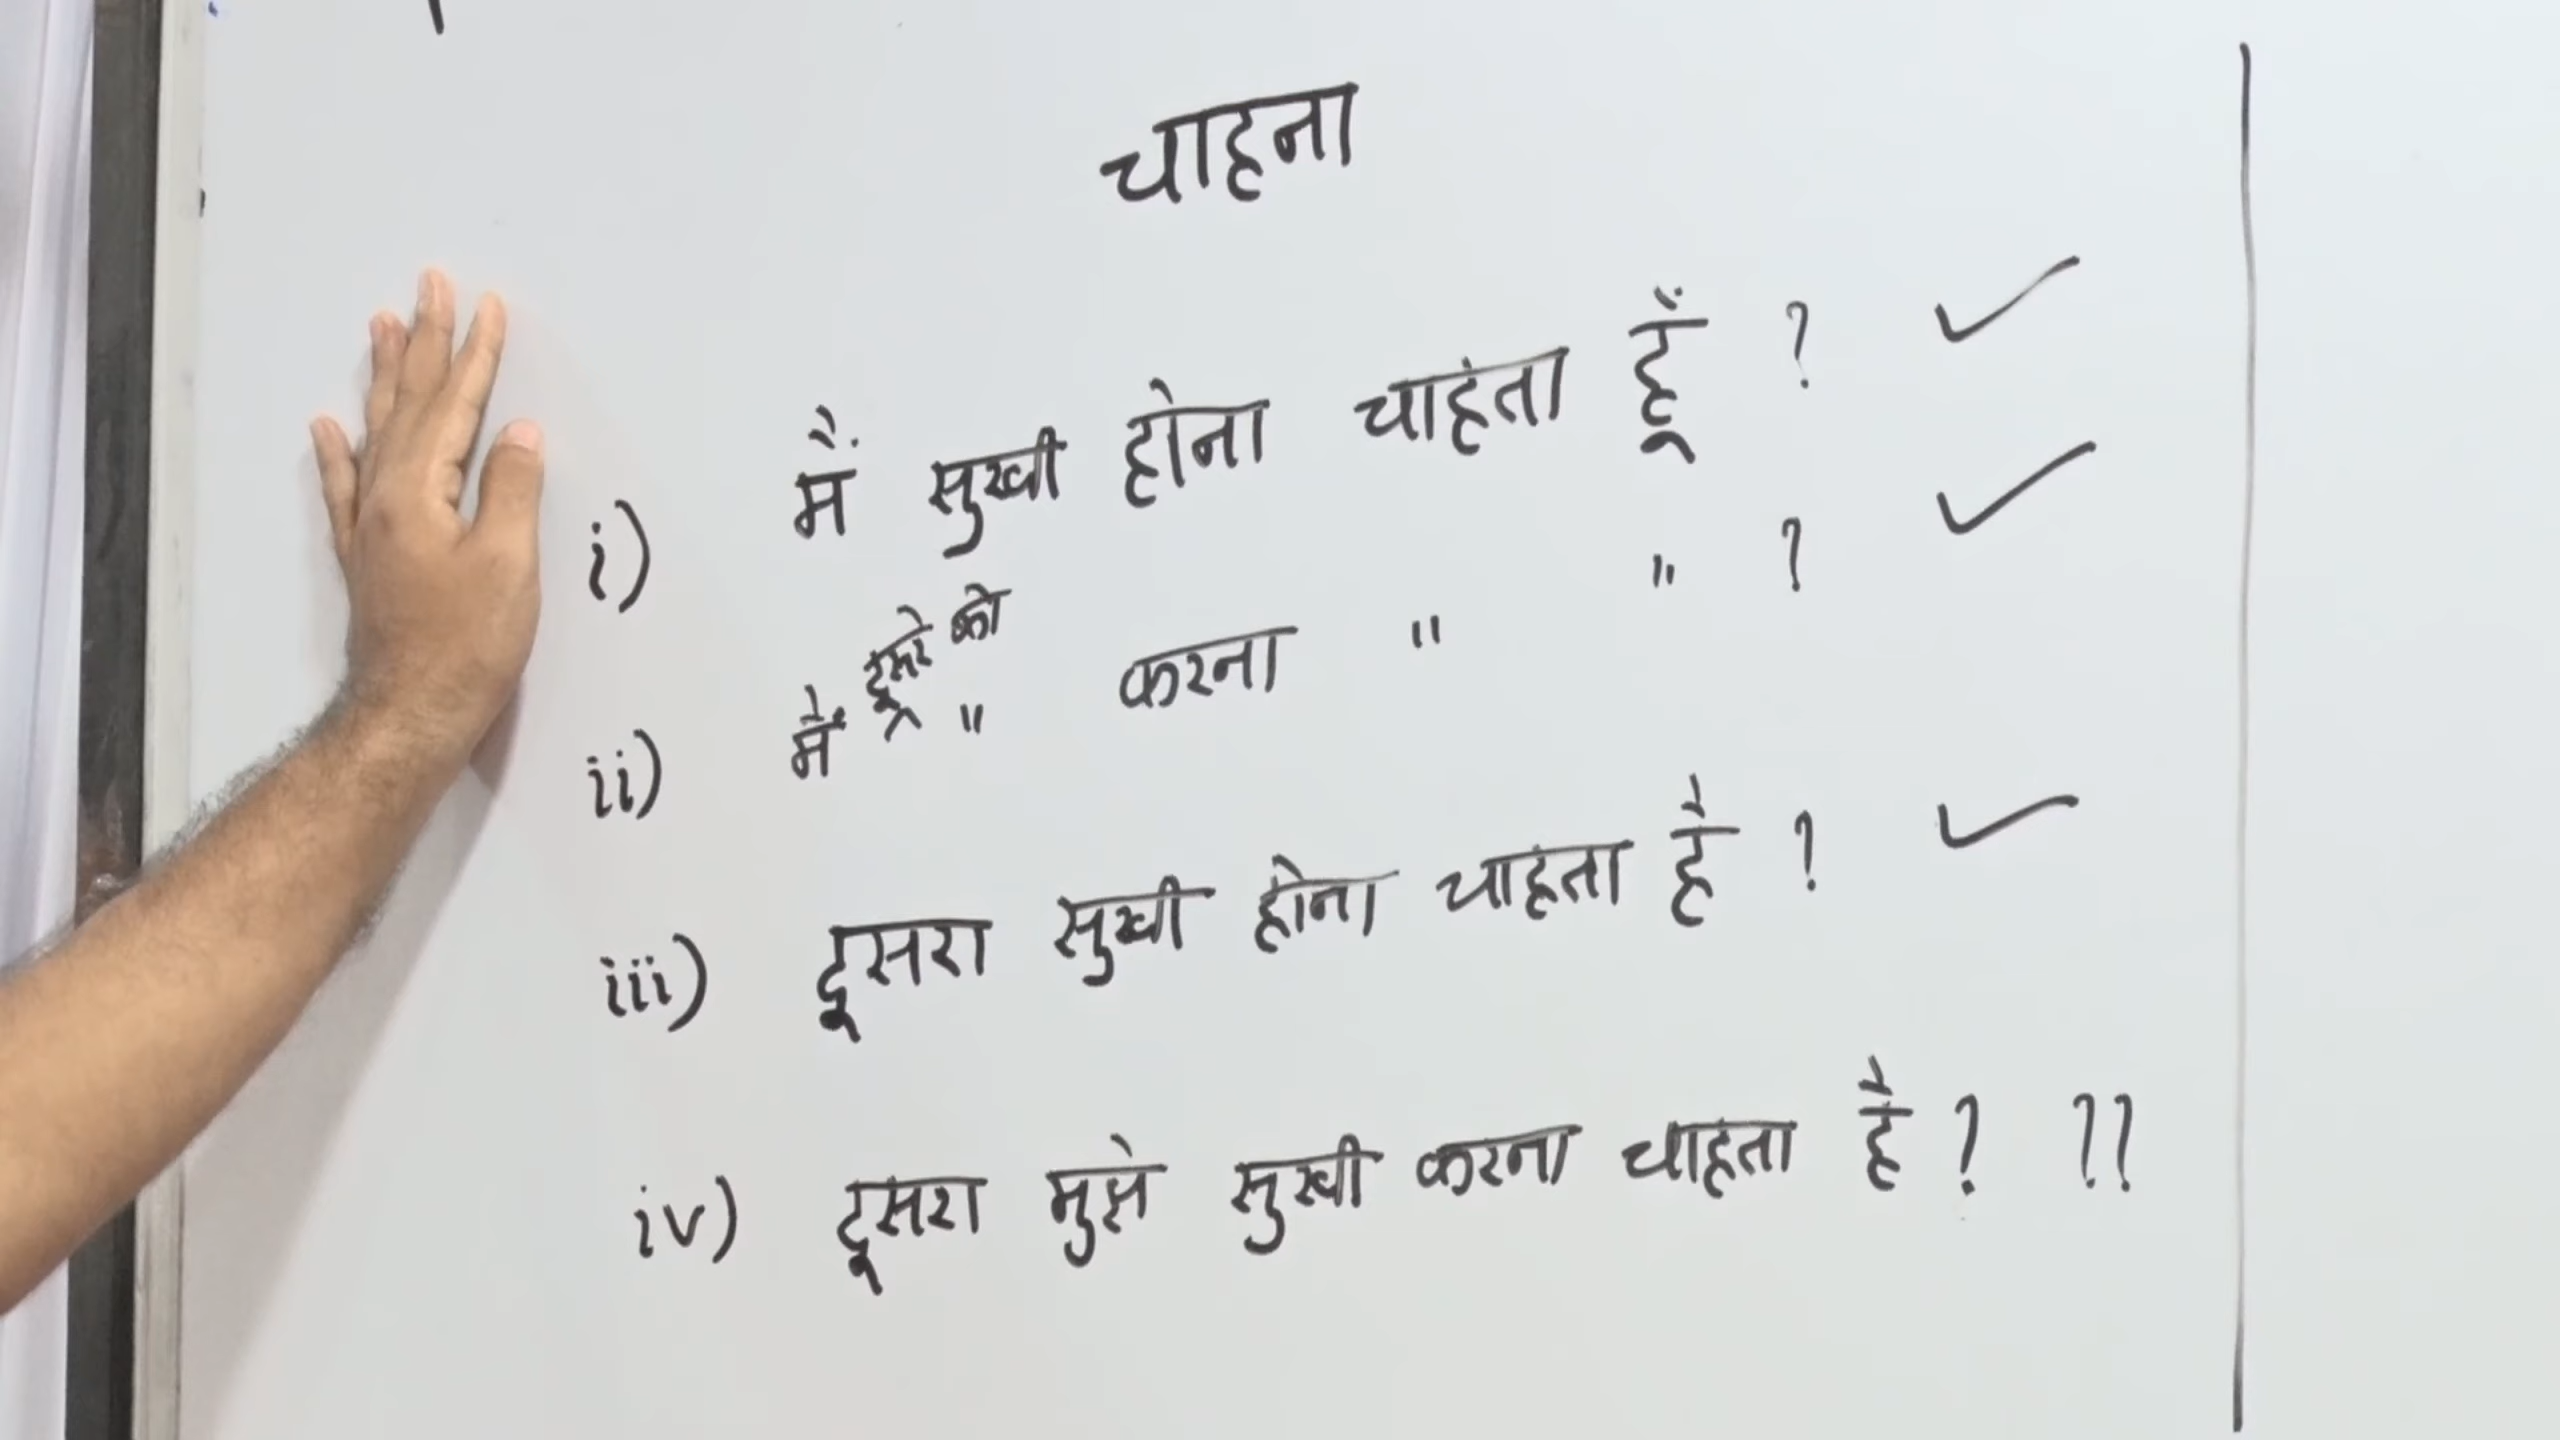 चाहना
i) मैं सुखी होना चाहता हूँ ? ✓
ii) मैं दूसरे को " करना " " ? ✓
iii) दूसरा सुखी होना चाहता है ? ✓
iv) दूसरा मुझे सुखी करना चाहता है ? ??